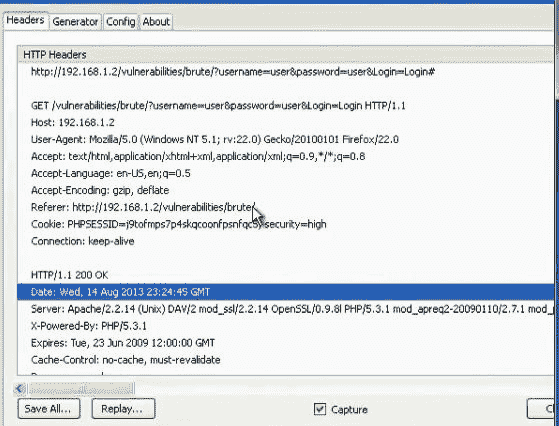 Headers Generator Config About
HTTP Headers
http://192.168.1.2/vulnerabilities/brute/?username=user&password=user&Login=Login#
GET /vulnerabilities/brute/?username=user&password=user&Login=Login HTTP/1.1
Host: 192.168.1.2
User-Agent: Mozilla/5.0 (Windows NT 5.1; rv:22.0) Gecko/20100101 Firefox/22.0
Accept: text/html,application/xhtml+xml,application/xml;q=0.9,*/*;q=0.8
Accept-Language: en-US,en;q=0.5
Accept-Encoding: gzip, deflate
Referer: http://192.168.1.2/vulnerabilities/brute/
Cookie: security=high
Connection: keep-alive
HTTP/1.1 200 OK
Date: Wed, 14 Aug 2013 23:24:45 GMT
Server: Apache/2.2.14 (Unix) DAV/2 mod_ssl/2.2.14 OpenSSL/0.9.8l PHP/5.3.1 mod_apreq2-20090110/2.7.1
X-Powered-By: PHP/5.3.1
Expires: Tue, 23 Jun 2009 12:00:00 GMT
Cache-Control: no-cache, must-revalidate
Save All... Replay... Capture